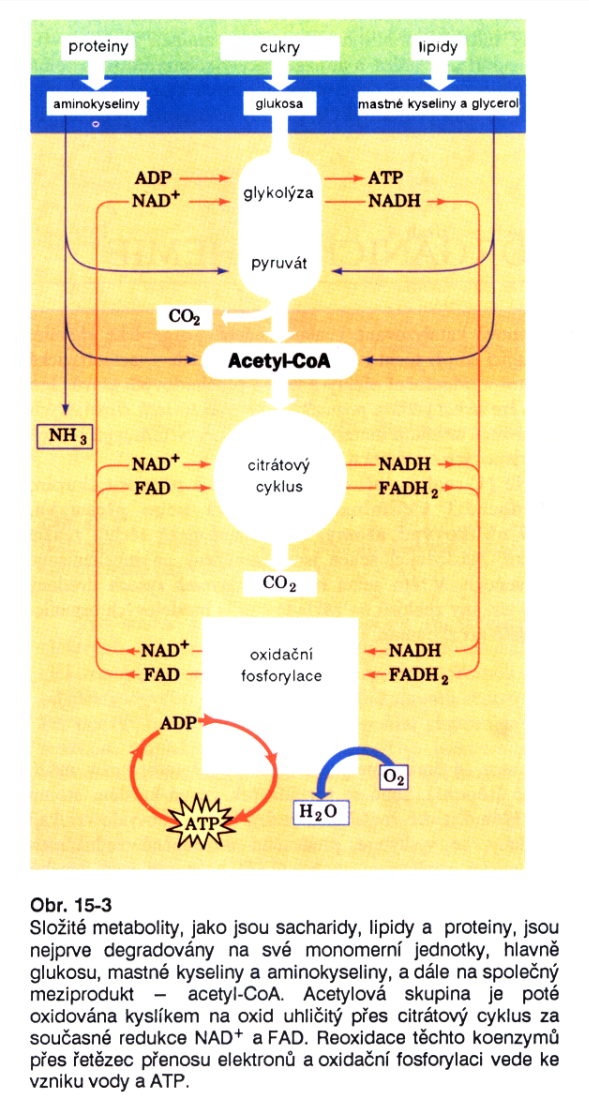 proteiny cukry lipidy
aminokyseliny glukosa mastné kyseliny a glycerol
ADP ATP
NAD⁺ glykolýza NADH
pyruvát
CO₂
Acetyl-CoA
NH₃
NAD⁺ citrátový NADH
FAD cyklus FADH₂
CO₂
NAD⁺ oxidační NADH
FAD fosforylace FADH₂
ADP
O₂
H₂O
ATP
Obr. 15-3
Složité metabolity, jako jsou sacharidy, lipidy a proteiny, jsou
nejprve degradovány na své monomerní jednotky, hlavně
glukosu, mastné kyseliny a aminokyseliny, a dále na společný
meziprodukt – acetyl-CoA. Acetylová skupina je poté
oxidována kyslíkem na oxid uhličitý přes citrátový cyklus za
současné redukce NAD⁺ a FAD. Reoxidace těchto koenzymů
přes řetězec přenosu elektronů a oxidační fosforylaci vede ke
vzniku vody a ATP.